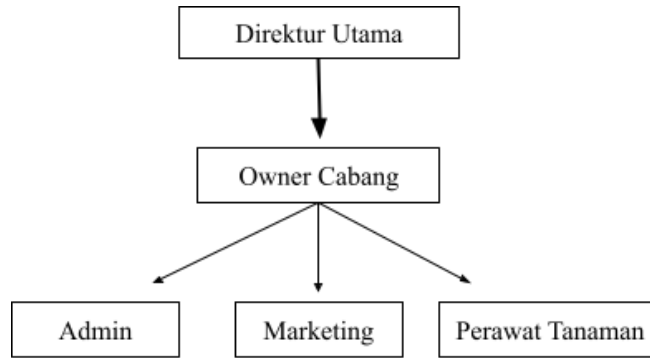 Direktur Utama
Owner Cabang
Admin
Marketing
Perawat Tanaman